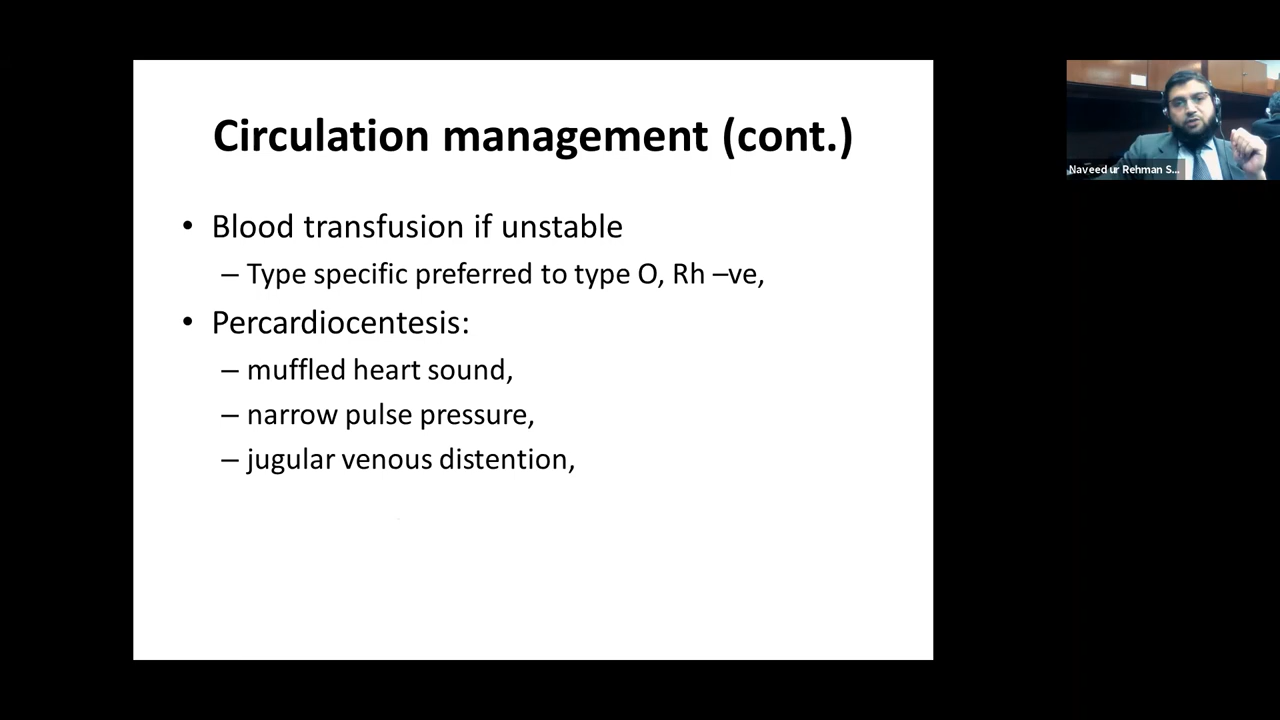 Circulation management (cont.)
• Blood transfusion if unstable
– Type specific preferred to type O, Rh –ve,
• Percardiocentesis:
– muffled heart sound,
– narrow pulse pressure,
– jugular venous distention,
Naveed ur Rehman S...